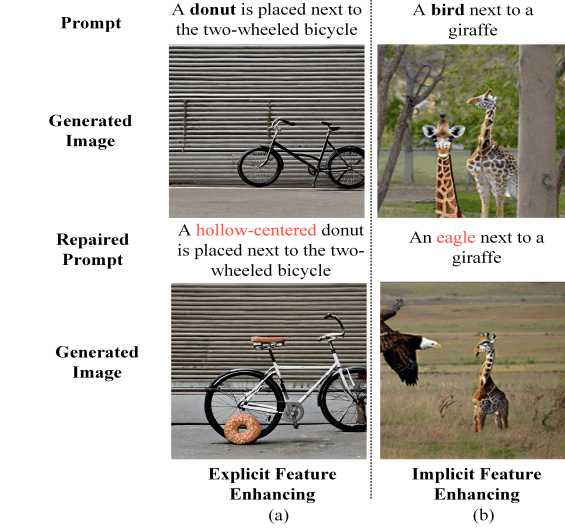 Prompt
A donut is placed next to
the two-wheeled bicycle
A bird next to a
giraffe
Generated
Image
Repaired
Prompt
A hollow-centered donut
is placed next to the two-
wheeled bicycle
An eagle next to a
giraffe
Generated
Image
Explicit Feature
Enhancing
(a)
Implicit Feature
Enhancing
(b)